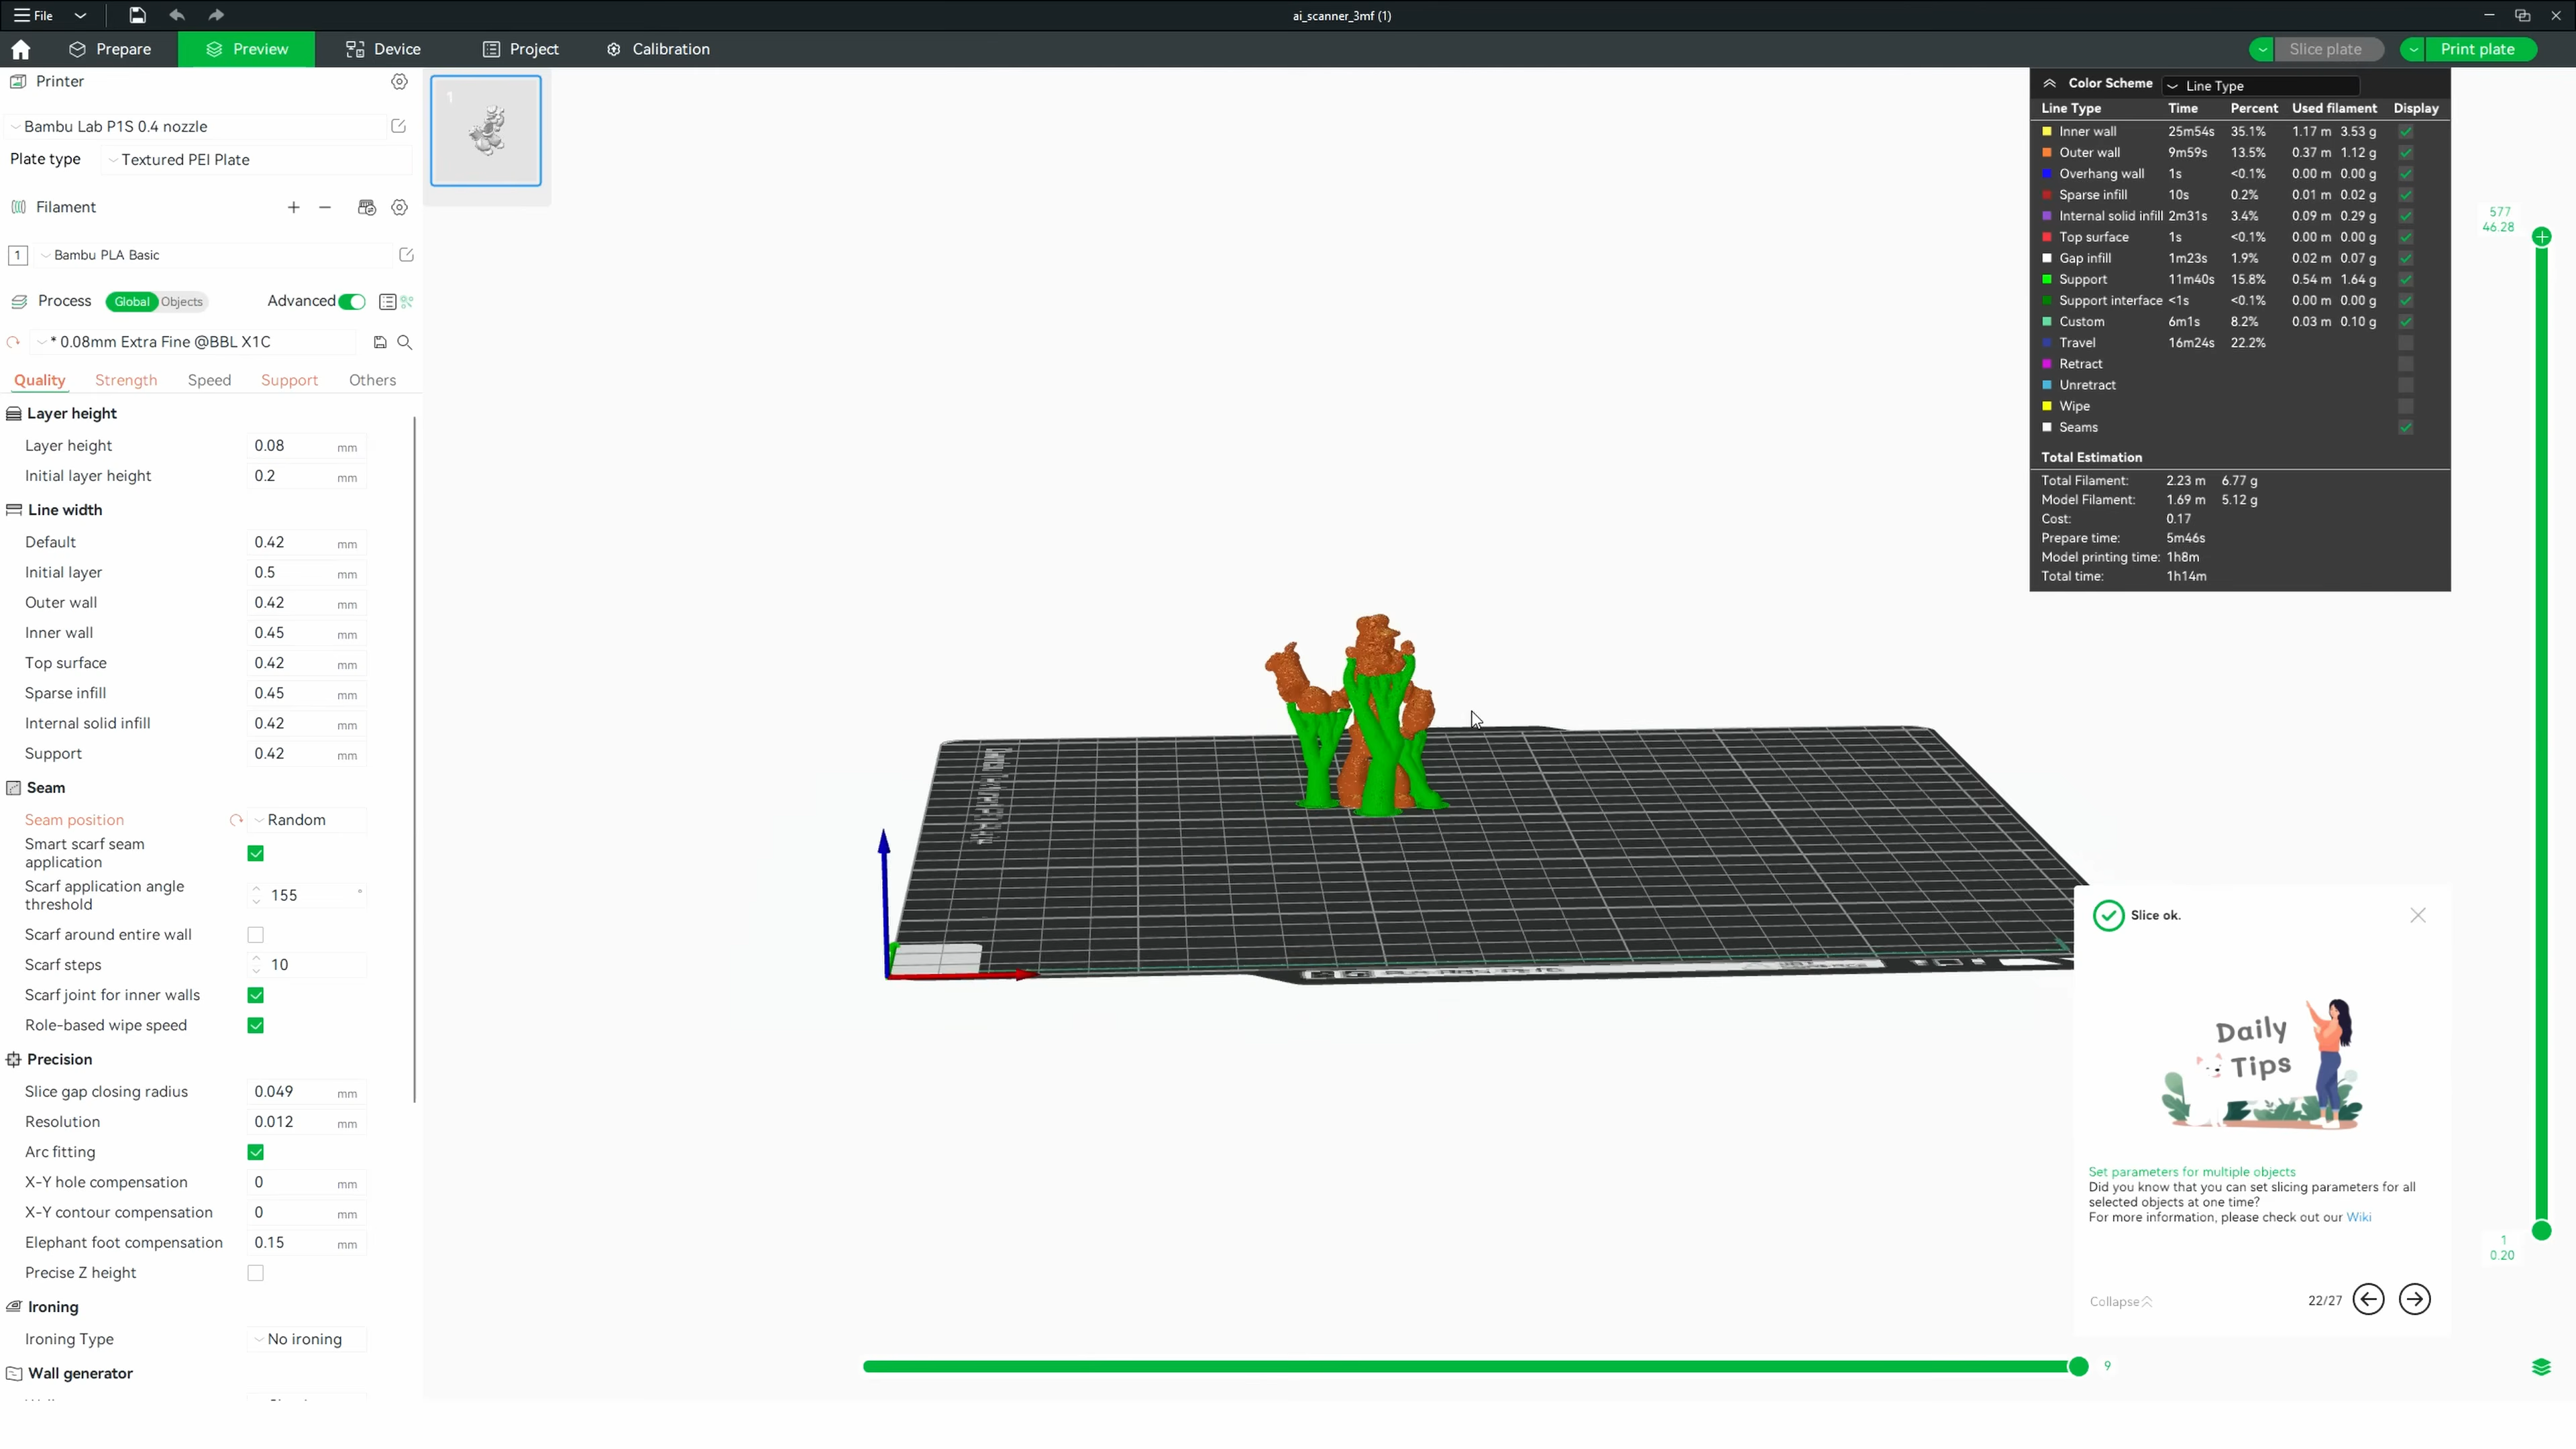 File
ai_scanner_3mf (1)
Prepare
Preview
Device
Project
Calibration
Slice plate
Print plate
Printer
Bambu Lab P1S 0.4 nozzle
Plate type Textured PEI Plate
Filament
1 Bambu PLA Basic
Process Global Objects Advanced
* 0.08mm Extra Fine @BBL X1C
Quality Strength Speed Support Others
Layer height
Layer height 0.08 mm
Initial layer height 0.2 mm
Line width
Default 0.42 mm
Initial layer 0.5 mm
Outer wall 0.42 mm
Inner wall 0.45 mm
Top surface 0.42 mm
Sparse infill 0.45 mm
Internal solid infill 0.42 mm
Support 0.42 mm
Seam
Seam position Random
Smart scarf seam
application
Scarf application angle
threshold 155 °
Scarf around entire wall
Scarf steps 10
Scarf joint for inner walls
Role-based wipe speed
Precision
Slice gap closing radius 0.049 mm
Resolution 0.012 mm
Arc fitting
X-Y hole compensation 0 mm
X-Y contour compensation 0 mm
Elephant foot compensation 0.15 mm
Precise Z height
Ironing
Ironing Type No ironing
Wall generator
1
Color Scheme Line Type
Line Type Time Percent Used filament Display
Inner wall 25m54s 35.1% 1.17 m 3.53 g
Outer wall 9m59s 13.5% 0.37 m 1.12 g
Overhang wall 1s <0.1% 0.00 m 0.00 g
Sparse infill 10s 0.2% 0.01 m 0.02 g
Internal solid infill 2m31s 3.4% 0.09 m 0.29 g
Top surface 1s <0.1% 0.00 m 0.00 g
Gap infill 1m23s 1.9% 0.02 m 0.07 g
Support 11m40s 15.8% 0.54 m 1.64 g
Support interface <1s <0.1% 0.00 m 0.00 g
Custom 6m1s 8.2% 0.03 m 0.10 g
Travel 16m24s 22.2%
Retract
Unretract
Wipe
Seams
Total Estimation
Total Filament: 2.23 m 6.77 g
Model Filament: 1.69 m 5.12 g
Cost: 0.17
Prepare time: 5m46s
Model printing time: 1h8m
Total time: 1h14m
577
46.28
Slice ok.
Daily
Tips
Set parameters for multiple objects
Did you know that you can set slicing parameters for all
selected objects at one time?
For more information, please check out our Wiki
Collapse
22/27
1
0.20
9